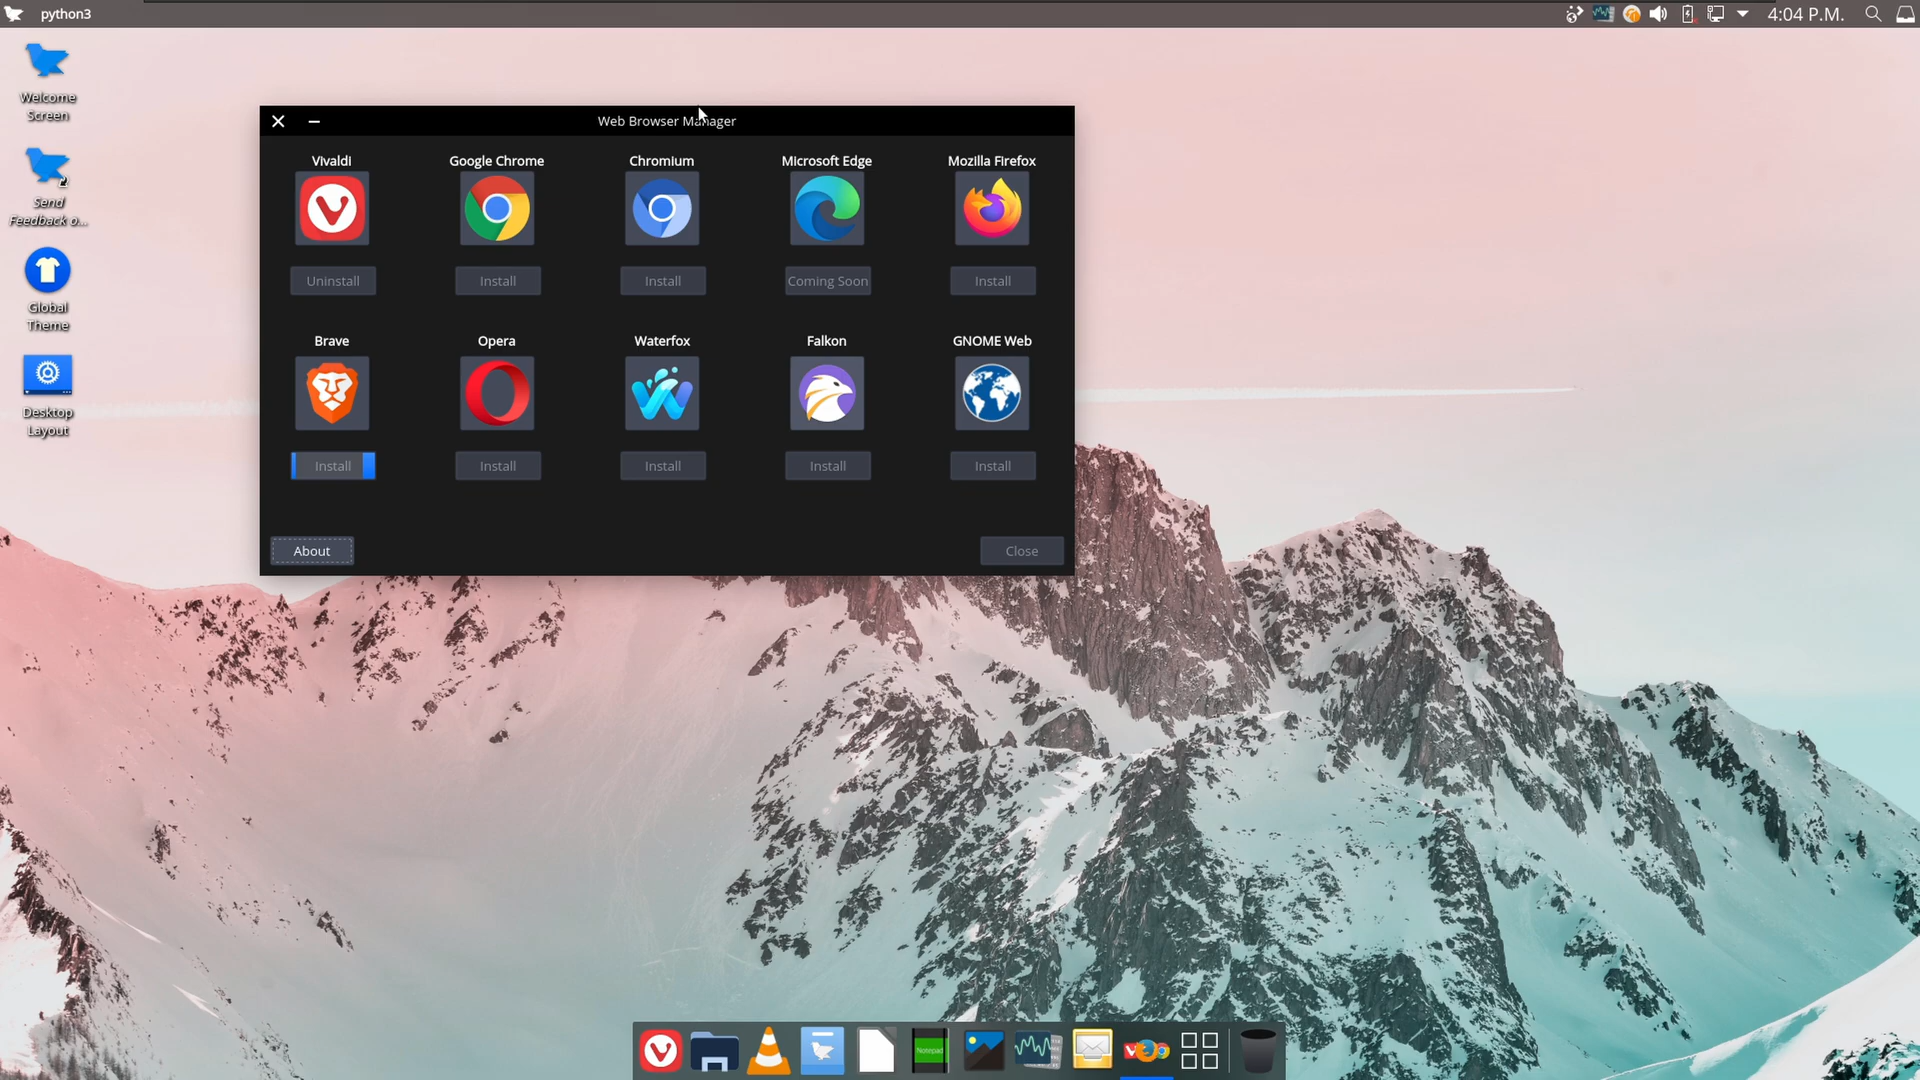 python3
4:04 P.M.
Welcome
Screen
Send
Feedback o...
Global
Theme
Desktop
Layout
Web Browser Manager
Vivaldi
Google Chrome
Chromium
Microsoft Edge
Mozilla Firefox
Uninstall
Install
Install
Coming Soon
Install
Brave
Opera
Waterfox
Falkon
GNOME Web
Install
Install
Install
Install
Install
About
Close
Notepad